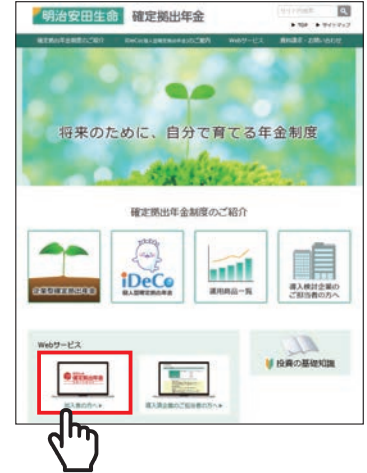 明治安田生命 確定拠出年金
サイト内検索
▶ TOP ▶ サイトマップ
確定拠出年金制度のご紹介 iDeCo(個人型確定拠出年金)のご案内 Webサービス 資料請求・お問い合わせ
将来のために、自分で育てる年金制度
確定拠出年金制度のご紹介
企業型確定拠出年金
iDeCo
個人型確定拠出年金
運用商品一覧
導入検討企業の
ご担当者の方へ
Webサービス
確定拠出年金
加入者の方へ▶
導入済企業のご担当者の方へ▶
投資の基礎知識